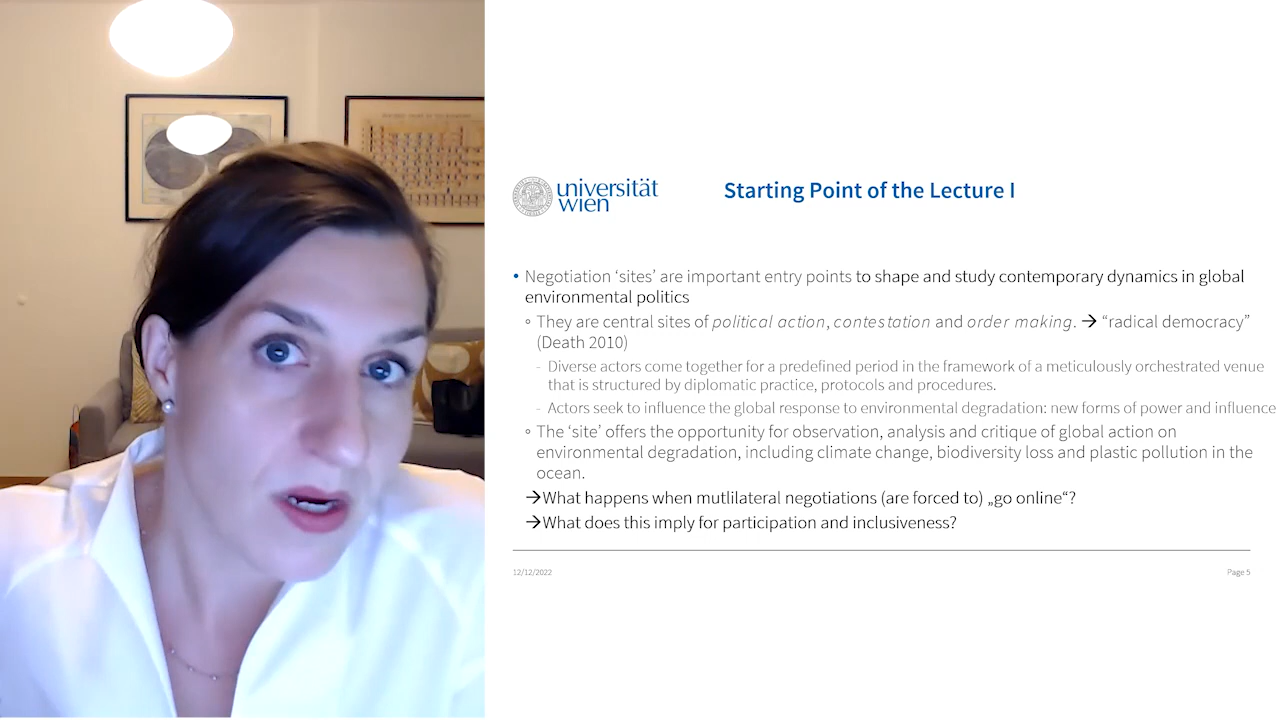 universität
wien
Starting Point of the Lecture I
• Negotiation ‘sites’ are important entry points to shape and study contemporary dynamics in global
environmental politics
◦ They are central sites of political action, contestation and order making. → “radical democracy”
(Death 2010)
- Diverse actors come together for a predefined period in the framework of a meticulously orchestrated venue
that is structured by diplomatic practice, protocols and procedures.
- Actors seek to influence the global response to environmental degradation: new forms of power and influence
◦ The ‘site’ offers the opportunity for observation, analysis and critique of global action on
environmental degradation, including climate change, biodiversity loss and plastic pollution in the
ocean.
→What happens when mutlilateral negotiations (are forced to) „go online“?
→What does this imply for participation and inclusiveness?
12/12/2022
Page 5